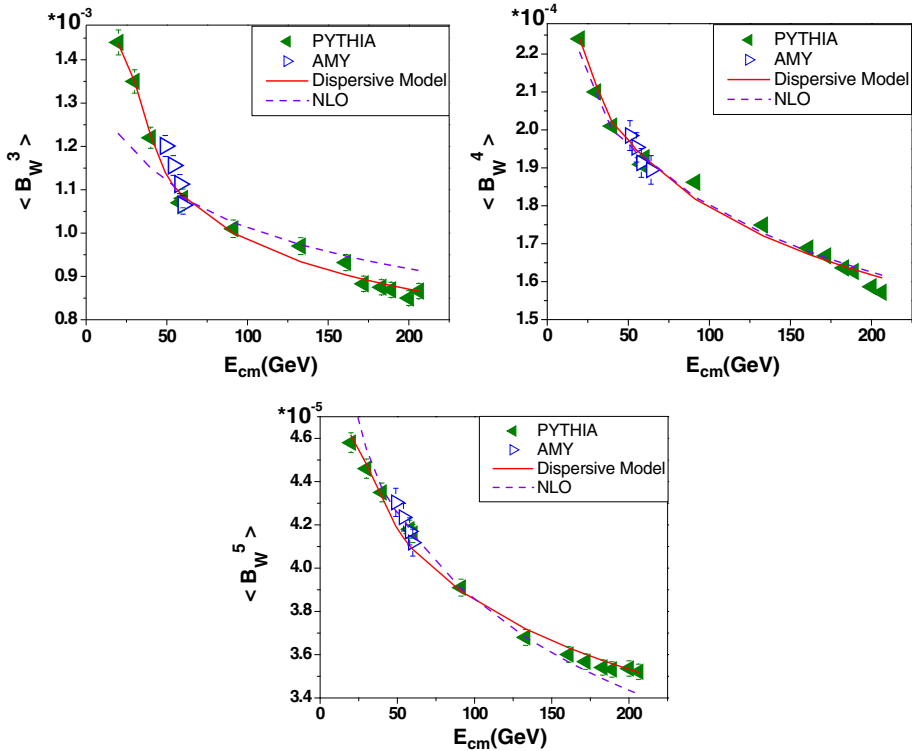 *10^-3
1.4
1.3
1.2
1.1
1.0
0.9
0.8
0
50
100
150
200
< B_W^3 >
E_cm(GeV)
PYTHIA
AMY
Dispersive Model
NLO
*10^-4
2.2
2.1
2.0
1.9
1.8
1.7
1.6
1.5
0
50
100
150
200
< B_W^4 >
E_cm(GeV)
PYTHIA
AMY
Dispersive Model
NLO
*10^-5
4.6
4.4
4.2
4.0
3.8
3.6
3.4
0
50
100
150
200
< B_W^5 >
E_cm(GeV)
PYTHIA
AMY
Dispersive Model
NLO